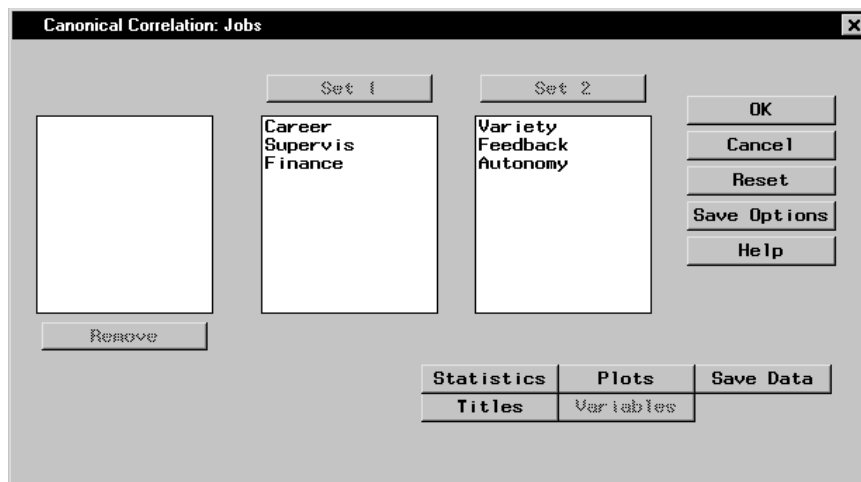 Canonical Correlation: Jobs
Set 1
Set 2
Career
Supervis
Finance
Variety
Feedback
Autonomy
OK
Cancel
Reset
Save Options
Help
Remove
Statistics
Plots
Save Data
Titles
Variables